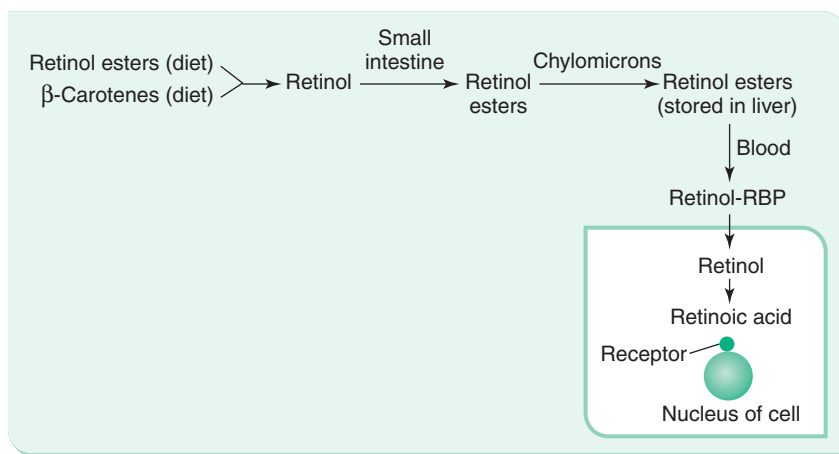 Retinol esters (diet)
β-Carotenes (diet)
Retinol
Small
intestine
Retinol
esters
Chylomicrons
Retinol esters
(stored in liver)
Blood
Retinol-RBP
Retinol
Retinoic acid
Receptor
Nucleus of cell